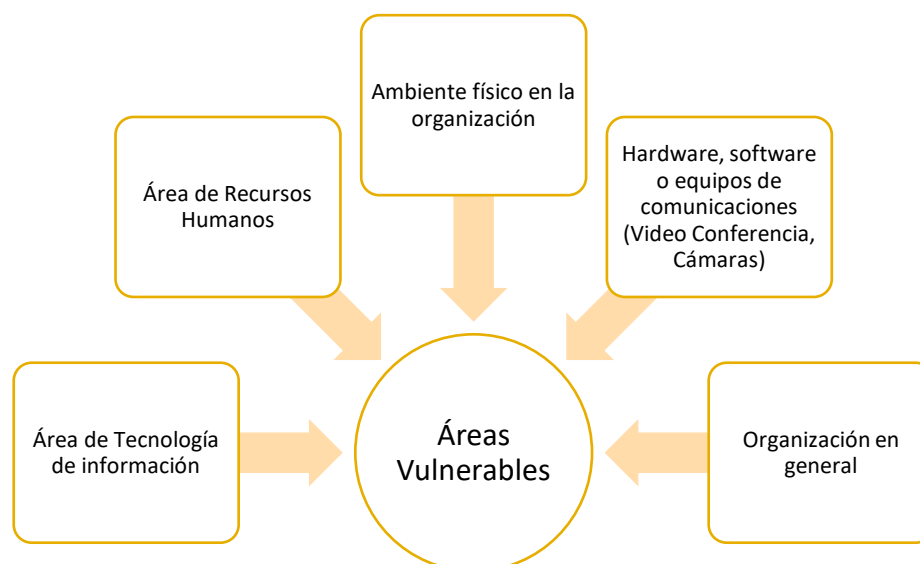 Ambiente físico en la
organización
Área de Recursos
Humanos
Hardware, software
o equipos de
comunicaciones
(Video Conferencia,
Cámaras)
Área de Tecnología
de información
Áreas
Vulnerables
Organización en
general